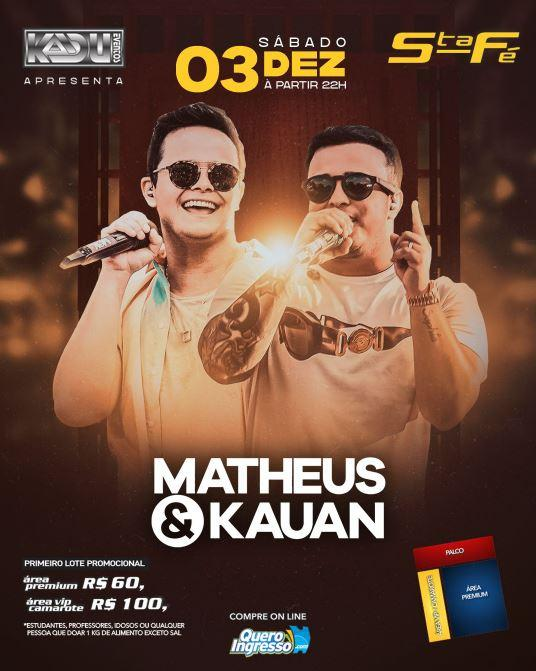 KADU
EVENTOS
APRESENTA
SÁBADO
03 DEZ
À PARTIR 22H
Sta Fé
MATHEUS
& KAUAN
PRIMEIRO LOTE PROMOCIONAL
área premium R$ 60,
área vip camarote R$ 100,
*ESTUDANTES, PROFESSORES, IDOSOS OU QUALQUER
PESSOA QUE DOAR 1 KG DE ALIMENTO EXCETO SAL
COMPRE ON LINE
Quero
Ingresso.com
PALCO
ÁREA
PREMIUM